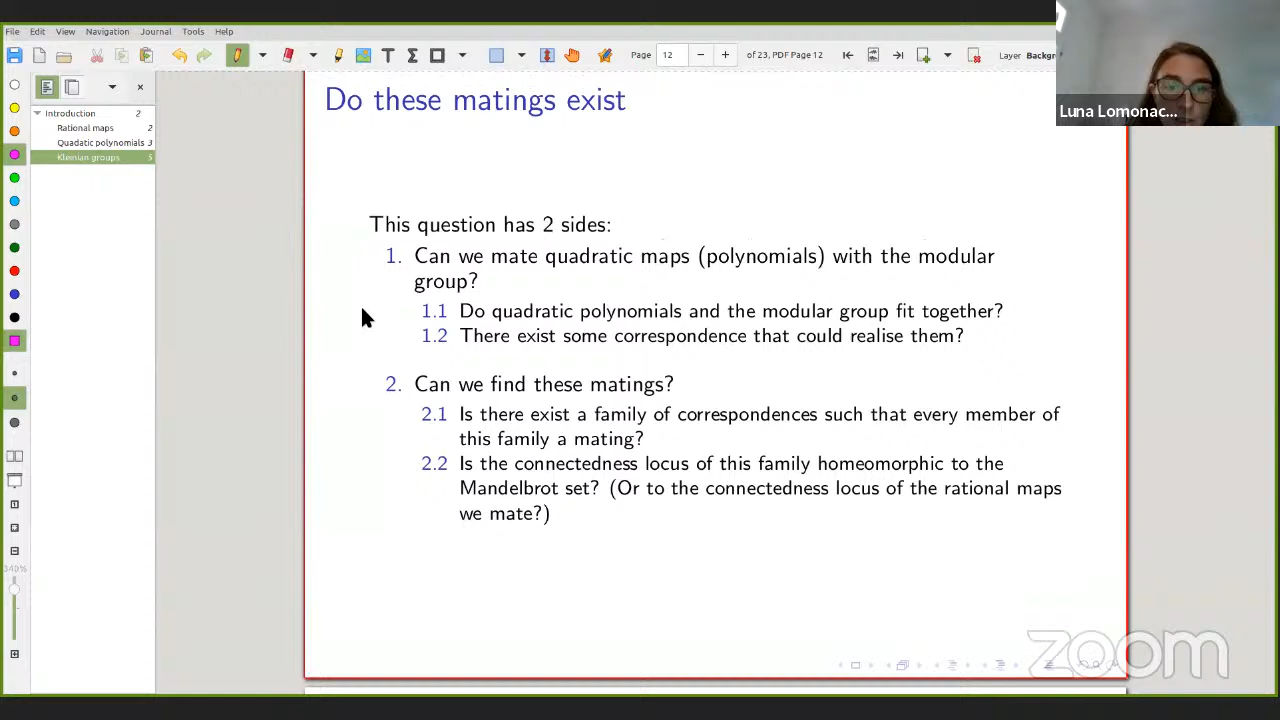 File Edit View Navigation Journal Tools Help
Page 12 of 23, PDF Page 12 Layer Backgr
Luna Lomonac...
Introduction 2
Rational maps 2
Quadatic polynomials 3
Kleinian groups 5
340%
Do these matings exist
This question has 2 sides:
1. Can we mate quadratic maps (polynomials) with the modular
group?
1.1 Do quadratic polynomials and the modular group fit together?
1.2 There exist some correspondence that could realise them?
2. Can we find these matings?
2.1 Is there exist a family of correspondences such that every member of
this family a mating?
2.2 Is the connectedness locus of this family homeomorphic to the
Mandelbrot set? (Or to the connectedness locus of the rational maps
we mate?)
zoom